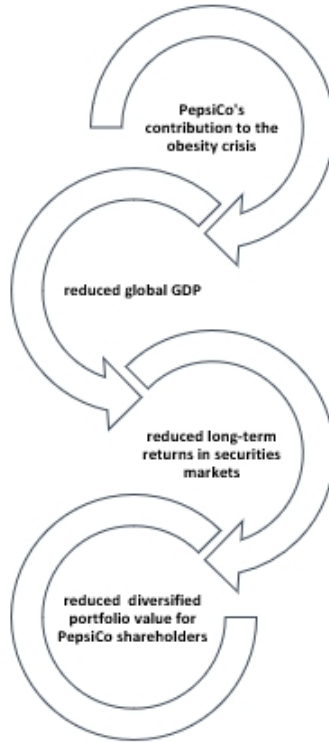 PepsiCo's
contribution to the
obesity crisis
reduced global GDP
reduced long-term
returns in securities
markets
reduced diversified
portfolio value for
PepsiCo shareholders